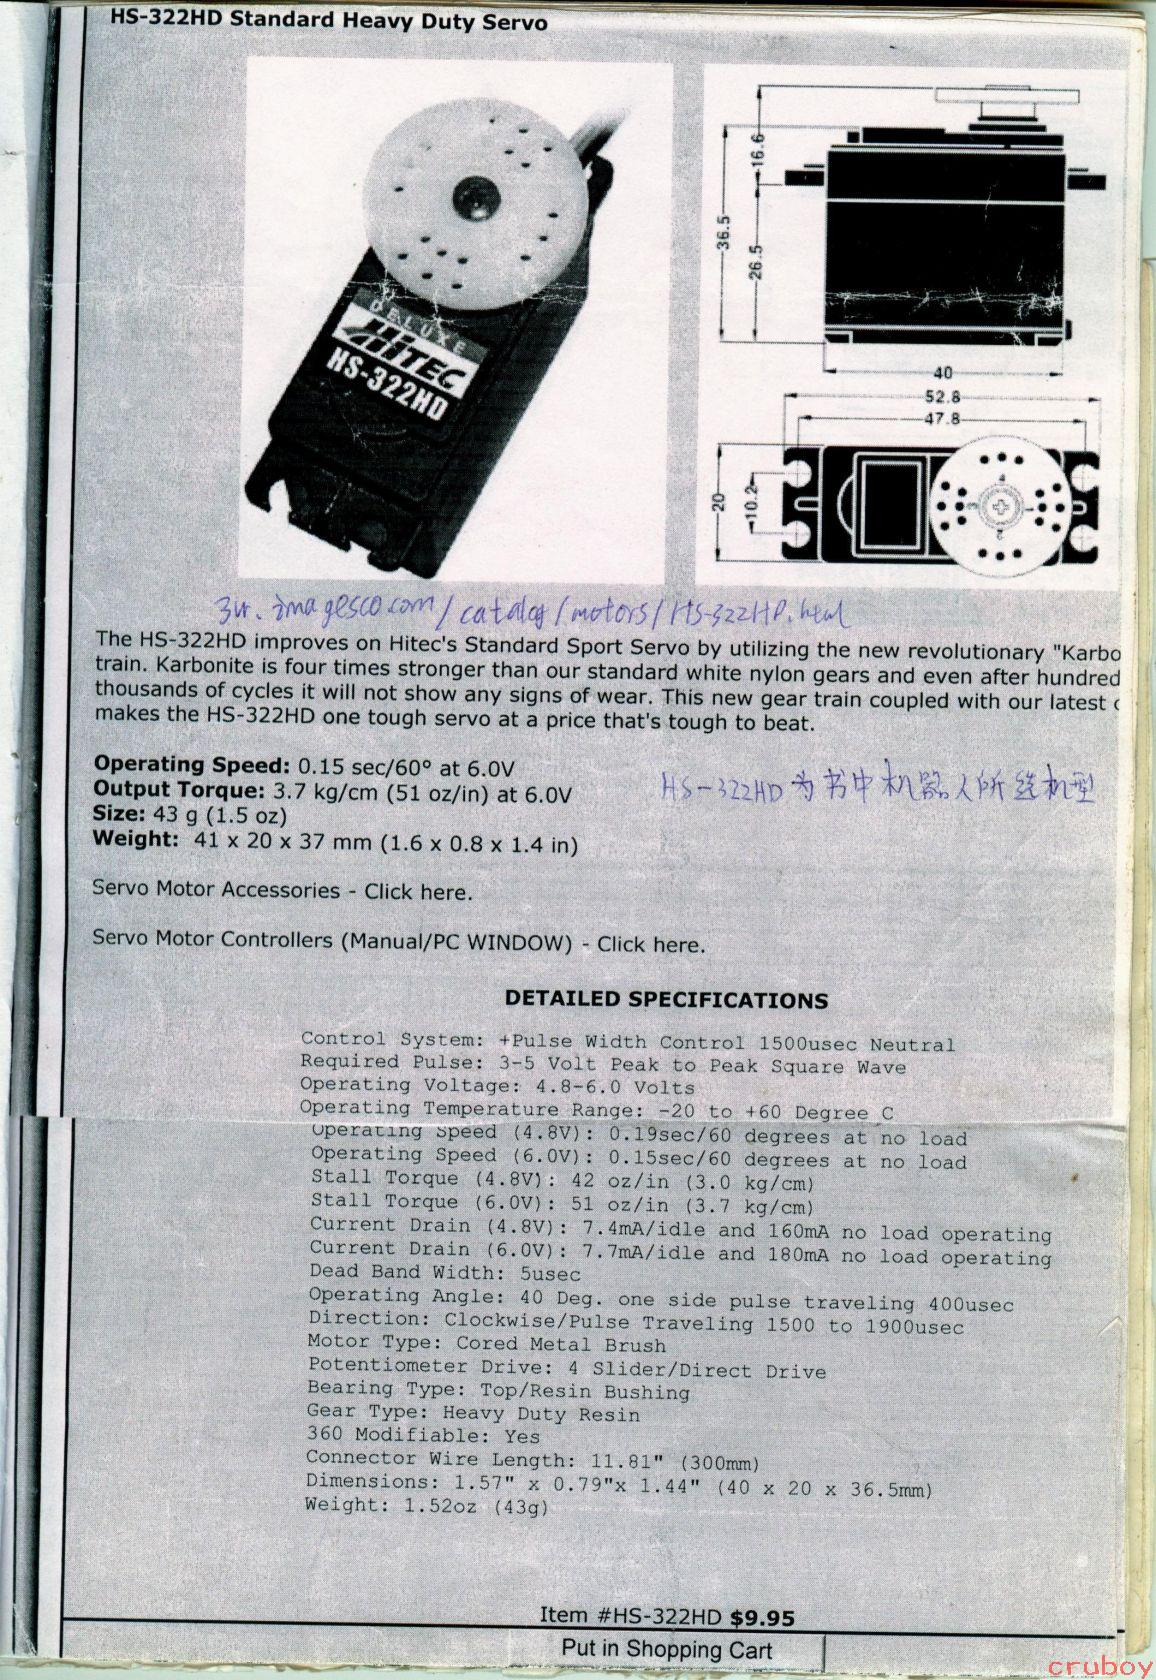 HS-322HD Standard Heavy Duty Servo
DELUXE
HITEC
HS-322HD
16.6
36.5
26.5
40
52.8
47.8
20
10.2
4
3
1
2
3w.imagesco.com/catalog/motors/HS-322HD.html
The HS-322HD improves on Hitec's Standard Sport Servo by utilizing the new revolutionary "Karbo
train. Karbonite is four times stronger than our standard white nylon gears and even after hundred
thousands of cycles it will not show any signs of wear. This new gear train coupled with our latest c
makes the HS-322HD one tough servo at a price that's tough to beat.
Operating Speed: 0.15 sec/60° at 6.0V
Output Torque: 3.7 kg/cm (51 oz/in) at 6.0V
HS-322HD为书中机器人所选机型
Size: 43 g (1.5 oz)
Weight: 41 x 20 x 37 mm (1.6 x 0.8 x 1.4 in)
Servo Motor Accessories - Click here.
Servo Motor Controllers (Manual/PC WINDOW) - Click here.
DETAILED SPECIFICATIONS
Control System: +Pulse Width Control 1500usec Neutral
Required Pulse: 3-5 Volt Peak to Peak Square Wave
Operating Voltage: 4.8-6.0 Volts
Operating Temperature Range: -20 to +60 Degree C
Operating Speed (4.8V): 0.19sec/60 degrees at no load
Operating Speed (6.0V): 0.15sec/60 degrees at no load
Stall Torque (4.8V): 42 oz/in (3.0 kg/cm)
Stall Torque (6.0V): 51 oz/in (3.7 kg/cm)
Current Drain (4.8V): 7.4mA/idle and 160mA no load operating
Current Drain (6.0V): 7.7mA/idle and 180mA no load operating
Dead Band Width: 5usec
Operating Angle: 40 Deg. one side pulse traveling 400usec
Direction: Clockwise/Pulse Traveling 1500 to 1900usec
Motor Type: Cored Metal Brush
Potentiometer Drive: 4 Slider/Direct Drive
Bearing Type: Top/Resin Bushing
Gear Type: Heavy Duty Resin
360 Modifiable: Yes
Connector Wire Length: 11.81" (300mm)
Dimensions: 1.57" x 0.79"x 1.44" (40 x 20 x 36.5mm)
Weight: 1.52oz (43g)
Item #HS-322HD $9.95
Put in Shopping Cart
cruboy